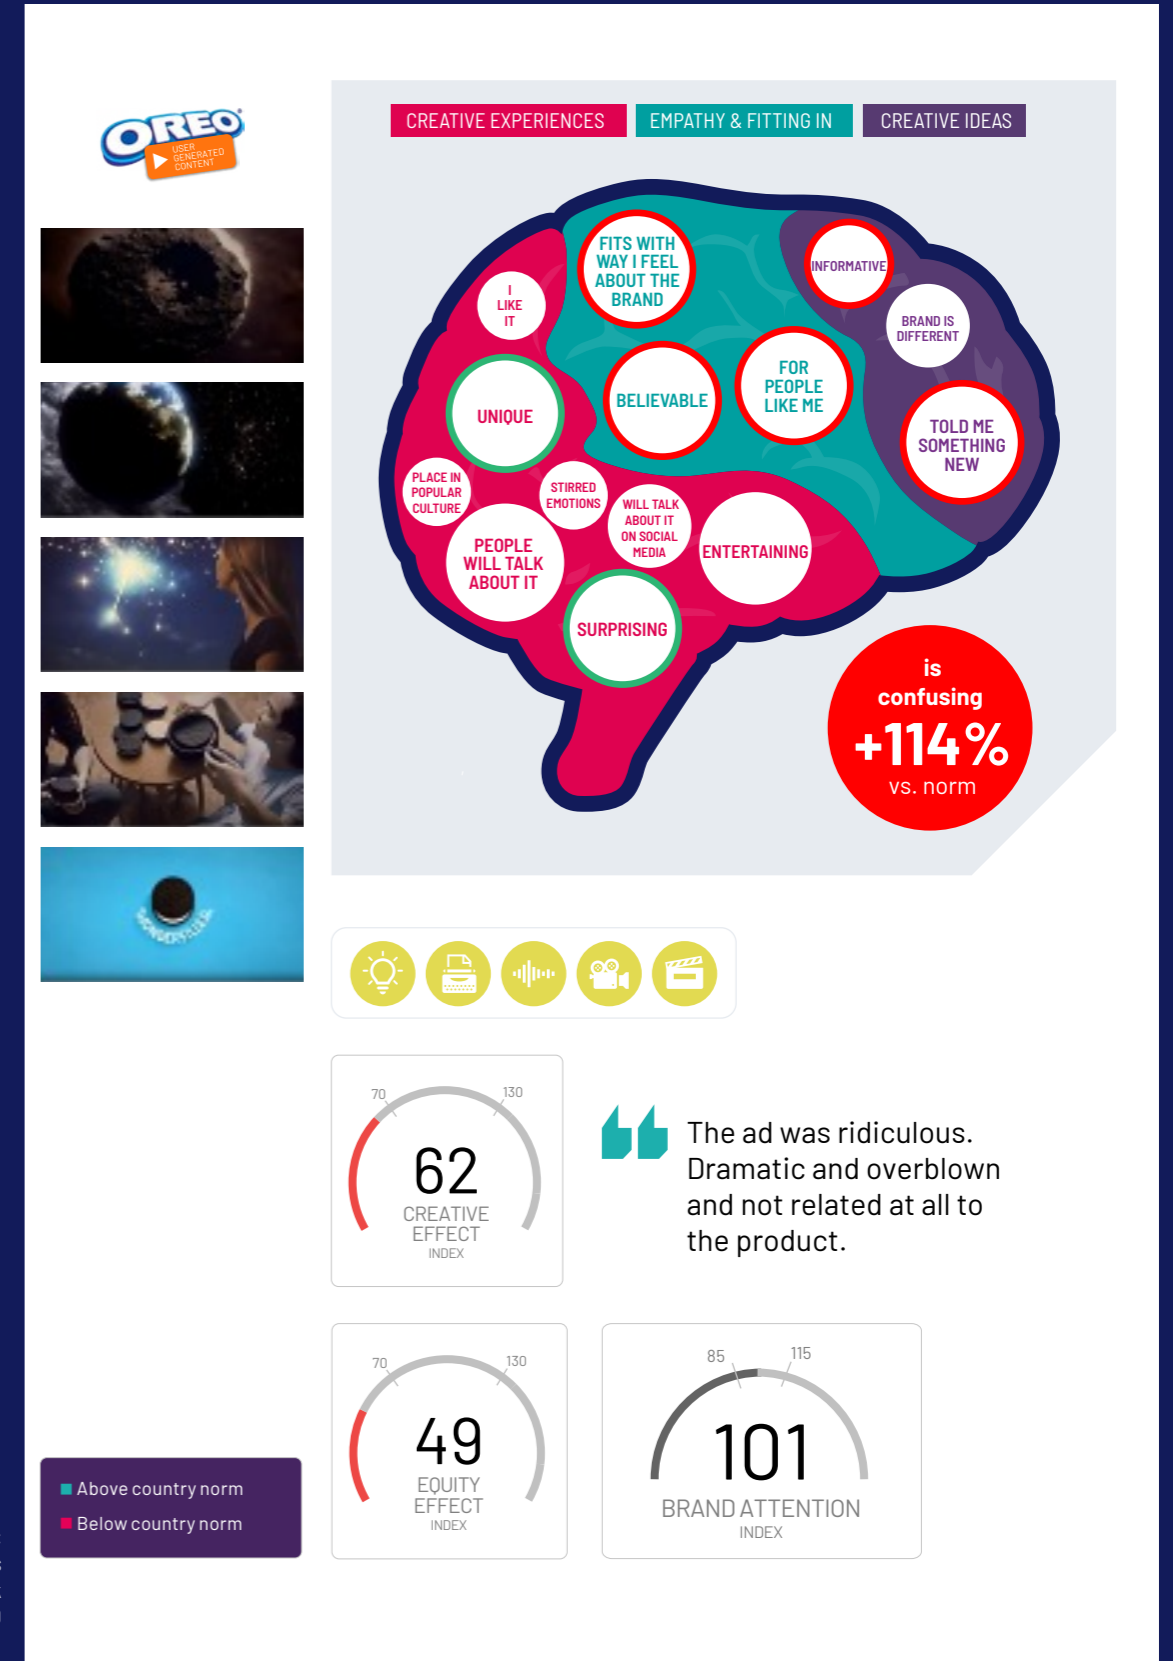 OREO
USER
GENERATED
CONTENT
CREATIVE EXPERIENCES
EMPATHY & FITTING IN
CREATIVE IDEAS
FITS WITH
WAY I FEEL
ABOUT THE
BRAND
INFORMATIVE
I
LIKE
IT
BRAND IS
DIFFERENT
UNIQUE
BELIEVABLE
FOR
PEOPLE
LIKE ME
TOLD ME
SOMETHING
NEW
PLACE IN
POPULAR
CULTURE
STIRRED
EMOTIONS
WILL TALK
ABOUT IT
ON SOCIAL
MEDIA
PEOPLE
WILL TALK
ABOUT IT
ENTERTAINING
SURPRISING
is
confusing
+114%
vs. norm
WONDERFILLED
70
130
62
CREATIVE
EFFECT
INDEX
The ad was ridiculous.
Dramatic and overblown
and not related at all to
the product.
70
130
49
EQUITY
EFFECT
INDEX
85
115
101
BRAND ATTENTION
INDEX
Above country norm
Below country norm